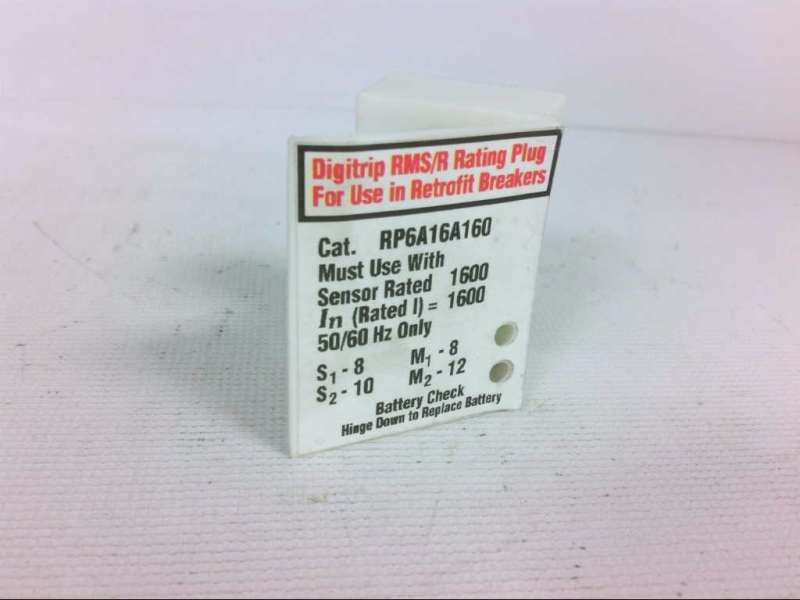 Digitrip RMS/R Rating Plug
For Use in Retrofit Breakers
Cat. RP6A16A160
Must Use With
Sensor Rated 1600
In (Rated I) = 1600
50/60 Hz Only
S1 - 8 M1 - 8
S2 - 10 M2 - 12
Battery Check
Hinge Down to Replace Battery